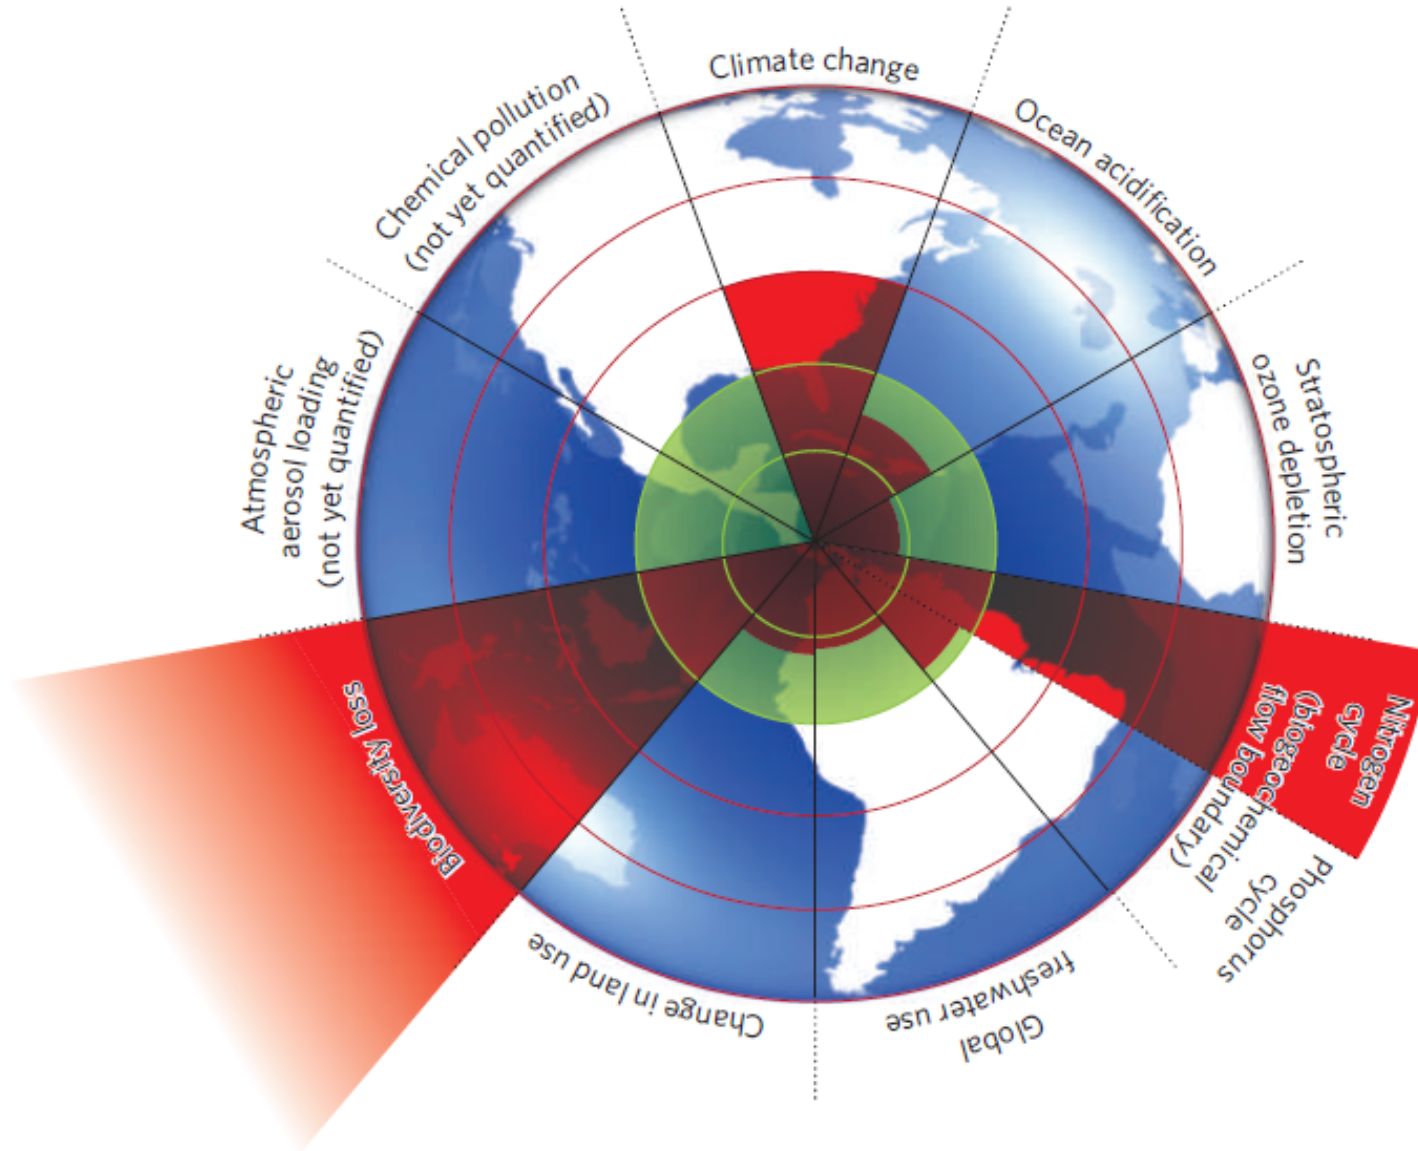 Climate change
Ocean acidification
Stratospheric
ozone depletion
Nitrogen
cycle
(biogeochemical
flow boundary)
Phosphorus
cycle
Global
freshwater use
Change in land use
Biodiversity loss
Atmospheric
aerosol loading
(not yet quantified)
Chemical pollution
(not yet quantified)